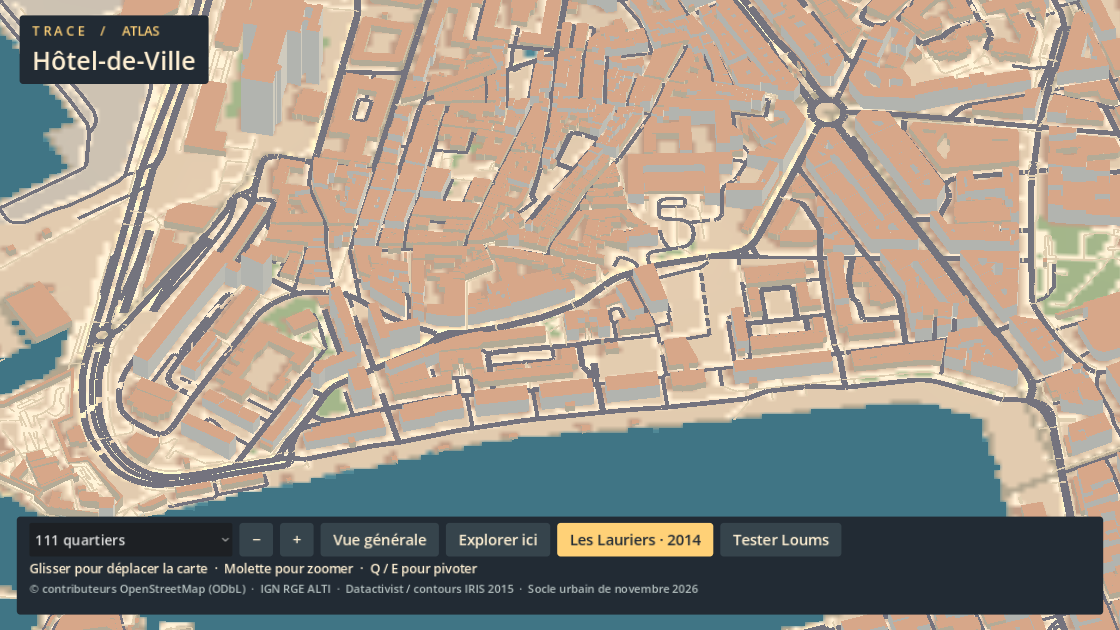 TRACE / ATLAS
Hôtel-de-Ville
111 quartiers
−
+
Vue générale
Explorer ici
Les Lauriers · 2014
Tester Loums
Glisser pour déplacer la carte · Molette pour zoomer · Q / E pour pivoter
© contributeurs OpenStreetMap (ODbL) · IGN RGE ALTI · Datactivist / contours IRIS 2015 · Socle urbain de novembre 2026